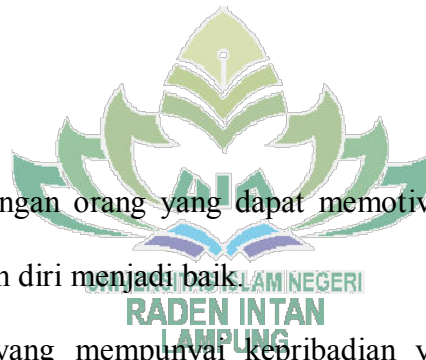 ngan orang yang dapat memotiv
n diri menjadi baik.
UNIVERSITAS ISLAM NEGERI
RADEN INTAN
LAMPUNG
yang mempunyai kepribadian y